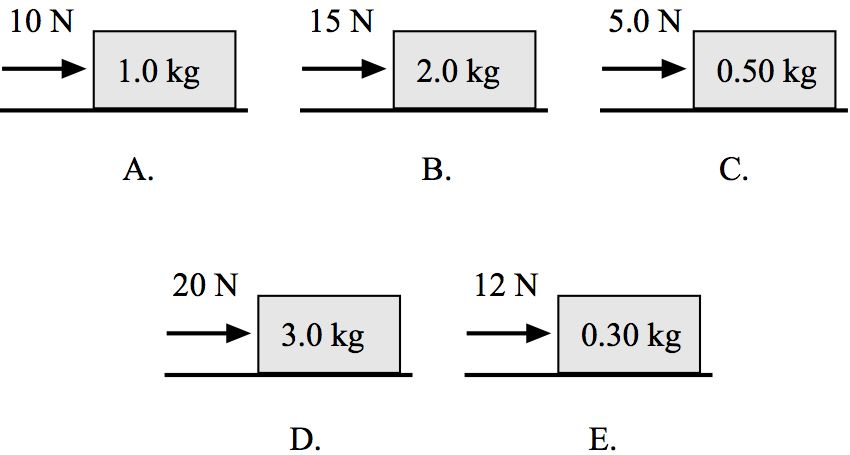 10 N 15 N 5.0 N
1.0 kg 2.0 kg 0.50 kg
A. B. C.
20 N 12 N
3.0 kg 0.30 kg
D. E.